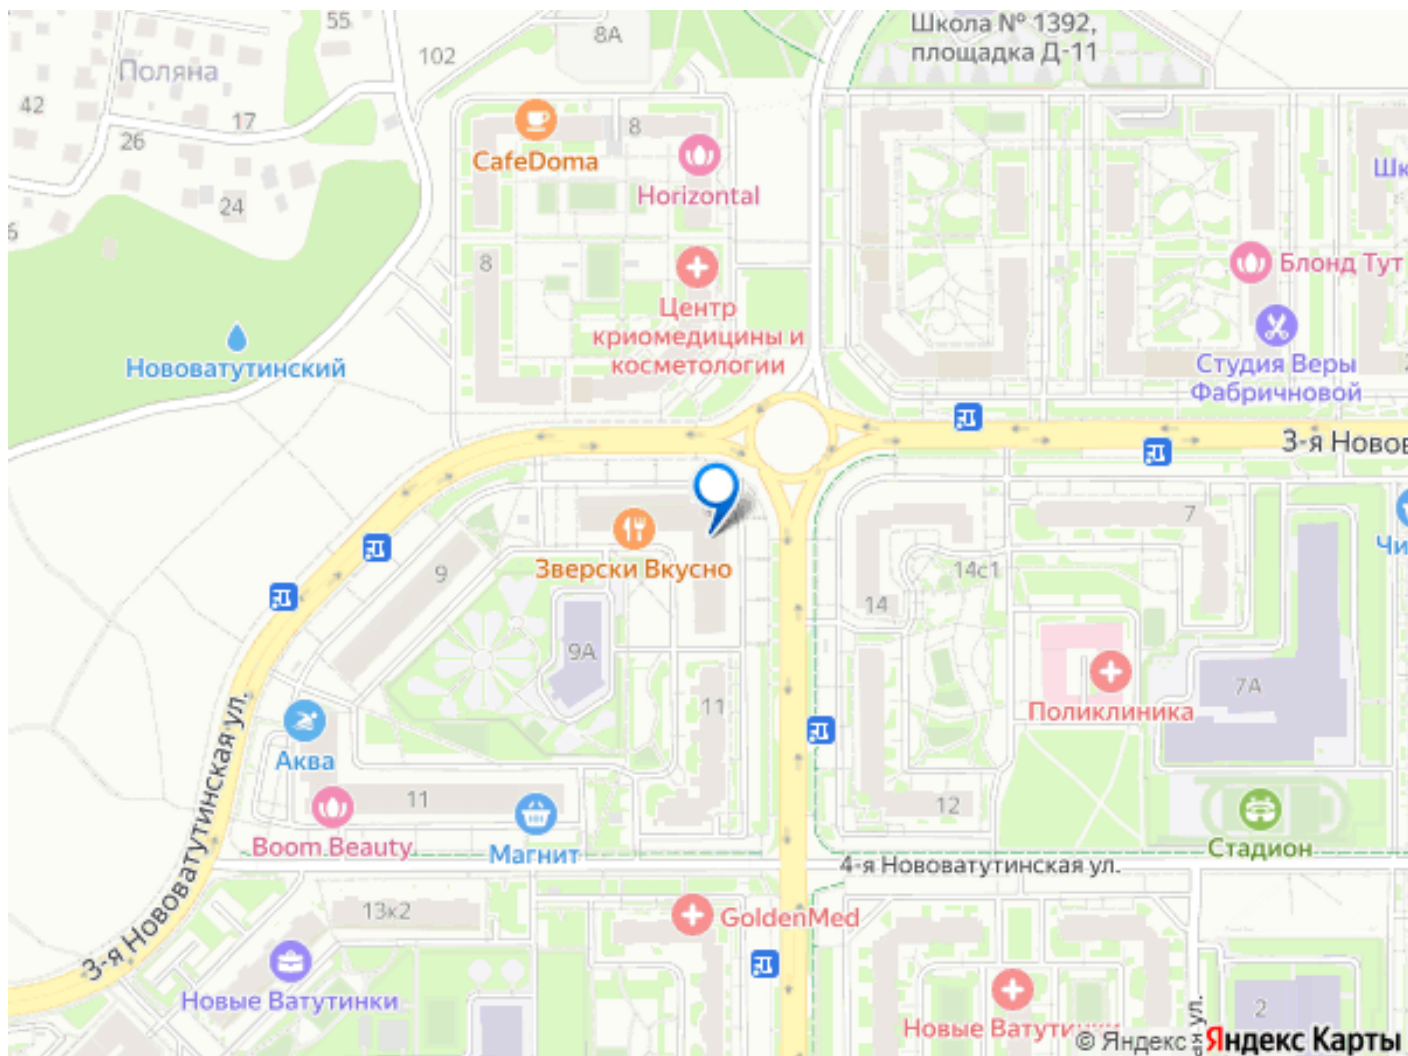 55
Школа № 1392,
площадка Д-11
8А
102
Поляна
42
17
26
8
CafeDoma
Horizontal
24
8
Блонд Тут
Центр
криомедицины и
косметологии
Нововатутинский
Студия Веры
Фабричновой
3-я Новов
7
Зверски Вкусно
9
14с1
14
9А
7А
Поликлиника
11
3-я Нововатутинская ул.
Аква
11
12
Boom Beauty
Магнит
Стадион
4-я Нововатутинская ул.
13к2
GoldenMed
Новые Ватутинки
2
© Яндекс Яндекс Карты